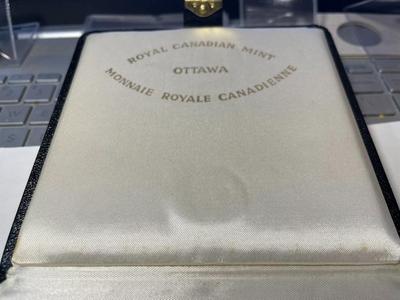 ROYAL CANADIAN MINT
OTTAWA
MONNAIE ROYALE CANADIENNE